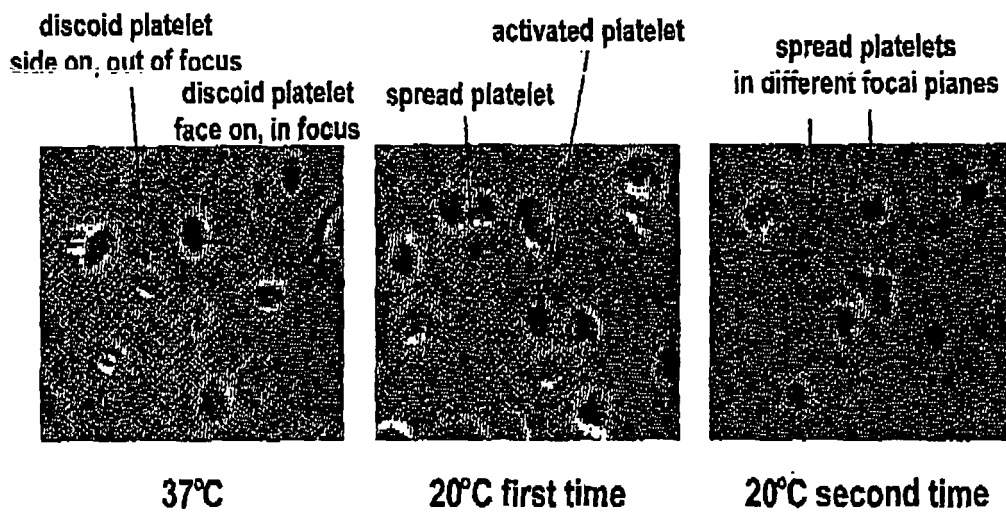 discoid platelet
side on, out of focus
discoid platelet
face on, in focus
activated platelet
spread platelet
spread platelets
in different focal planes
37°C
20°C first time
20°C second time